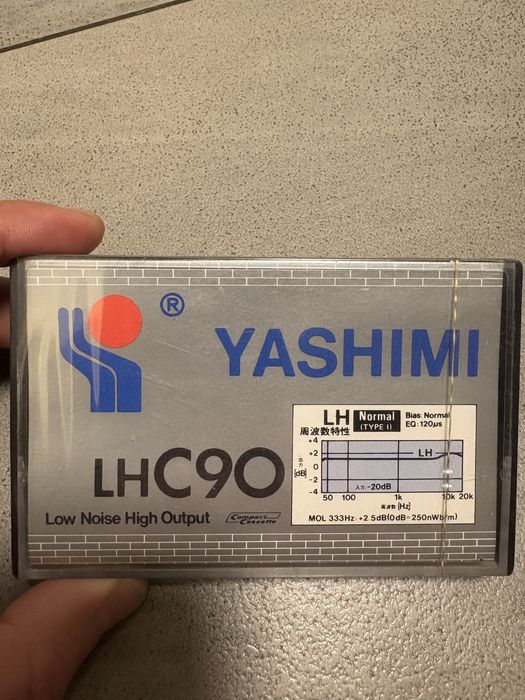 ®
YASHIMI
LHC90
Low Noise High Output
Compact Cassette
LH Normal (TYPE I) Bias: Normal EQ: 120μs
周波数特性
+4
+2
0
-2
-4
出力 [dB]
LH
入力 -20dB
50 100 1k 10k 20k
周波数 [Hz]
MOL 333Hz: +2.5dB(0dB=250nWb/m)